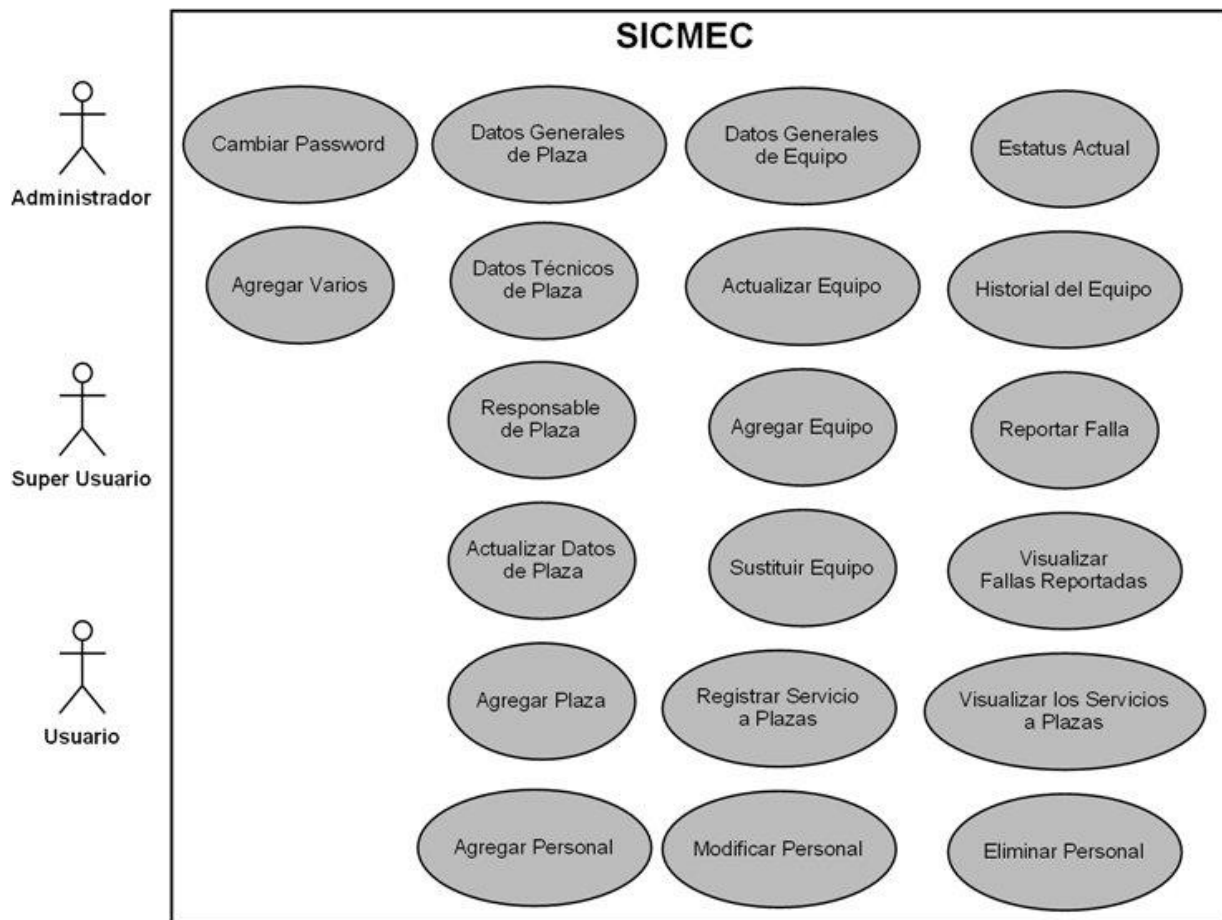 SICMEC
Administrador
Cambiar Password
Datos Generales
de Plaza
Datos Generales
de Equipo
Estatus Actual
Agregar Varios
Datos Técnicos
de Plaza
Actualizar Equipo
Historial del Equipo
Super Usuario
Responsable
de Plaza
Agregar Equipo
Reportar Falla
Actualizar Datos
de Plaza
Sustituir Equipo
Visualizar
Fallas Reportadas
Usuario
Agregar Plaza
Registrar Servicio
a Plazas
Visualizar los Servicios
a Plazas
Agregar Personal
Modificar Personal
Eliminar Personal